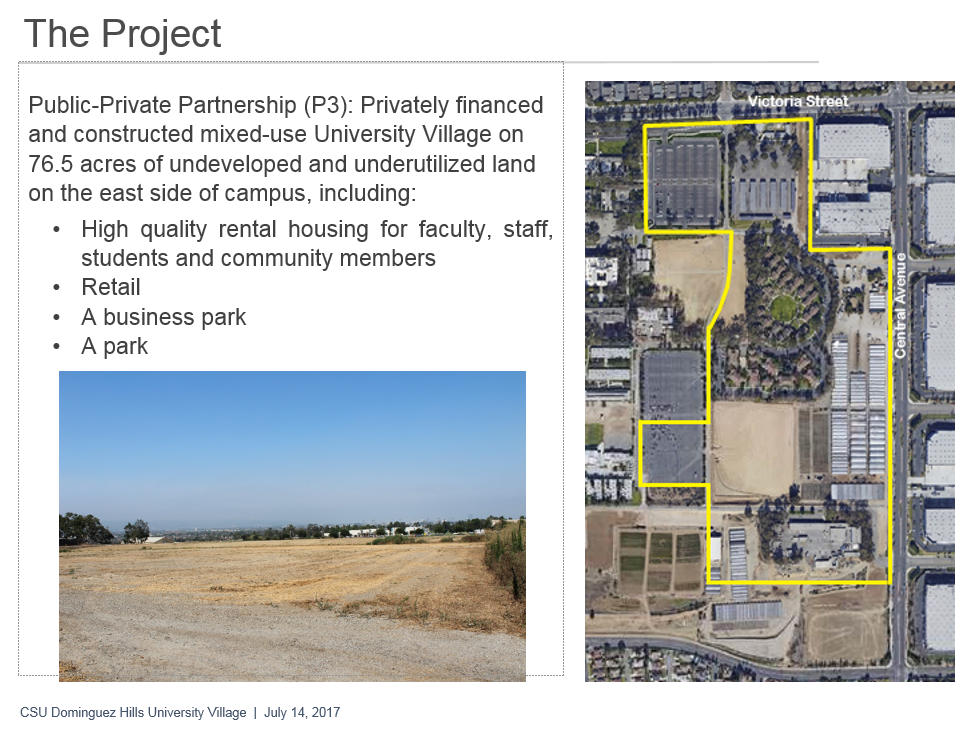 The Project
Public-Private Partnership (P3): Privately financed
and constructed mixed-use University Village on
76.5 acres of undeveloped and underutilized land
on the east side of campus, including:
• High quality rental housing for faculty, staff,
students and community members
• Retail
• A business park
• A park
Victoria Street
Central Avenue
CSU Dominguez Hills University Village | July 14, 2017